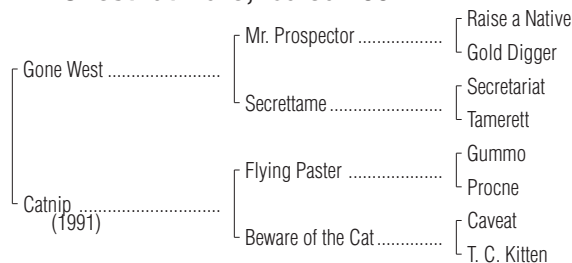 Raise a Native
Mr. Prospector
Gold Digger
Gone West
Secretariat
Secrettame
Tamerett
Gummo
Flying Paster
Procne
Catnip
(1991)
Caveat
Beware of the Cat
T. C. Kitten